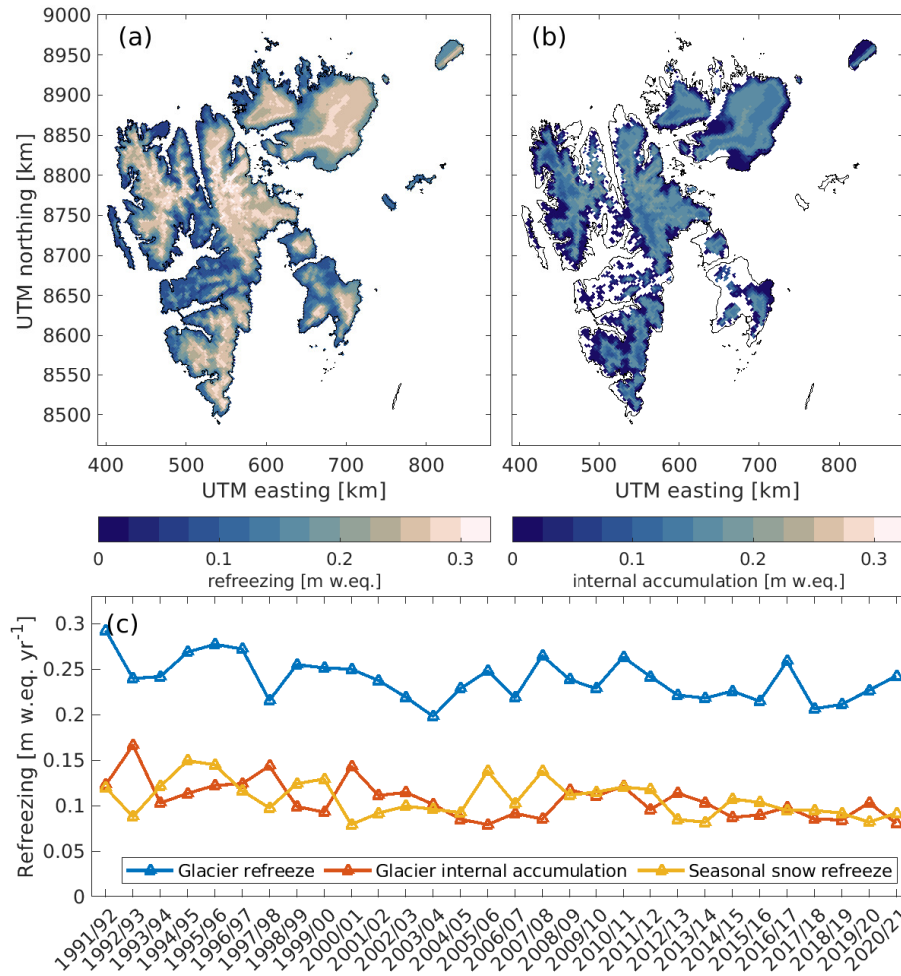 (a)
(b)
UTM northing [km]
9000
8950
8900
8850
8800
8750
8700
8650
8600
8550
8500
400 500 600 700 800
400 500 600 700 800
UTM easting [km]
UTM easting [km]
0 0.1 0.2 0.3
0 0.1 0.2 0.3
refreezing [m w.eq.]
internal accumulation [m w.eq.]
(c)
Refreezing [m w.eq. yr⁻¹]
0.3
0.25
0.2
0.15
0.1
0.05
0
Glacier refreeze Glacier internal accumulation Seasonal snow refreeze
1991/92 1992/93 1993/94 1994/95 1995/96 1996/97 1997/98 1998/99 1999/00 2000/01 2001/02 2002/03 2003/04 2004/05 2005/06 2006/07 2007/08 2008/09 2009/10 2010/11 2011/12 2012/13 2013/14 2014/15 2015/16 2016/17 2017/18 2018/19 2019/20 2020/21